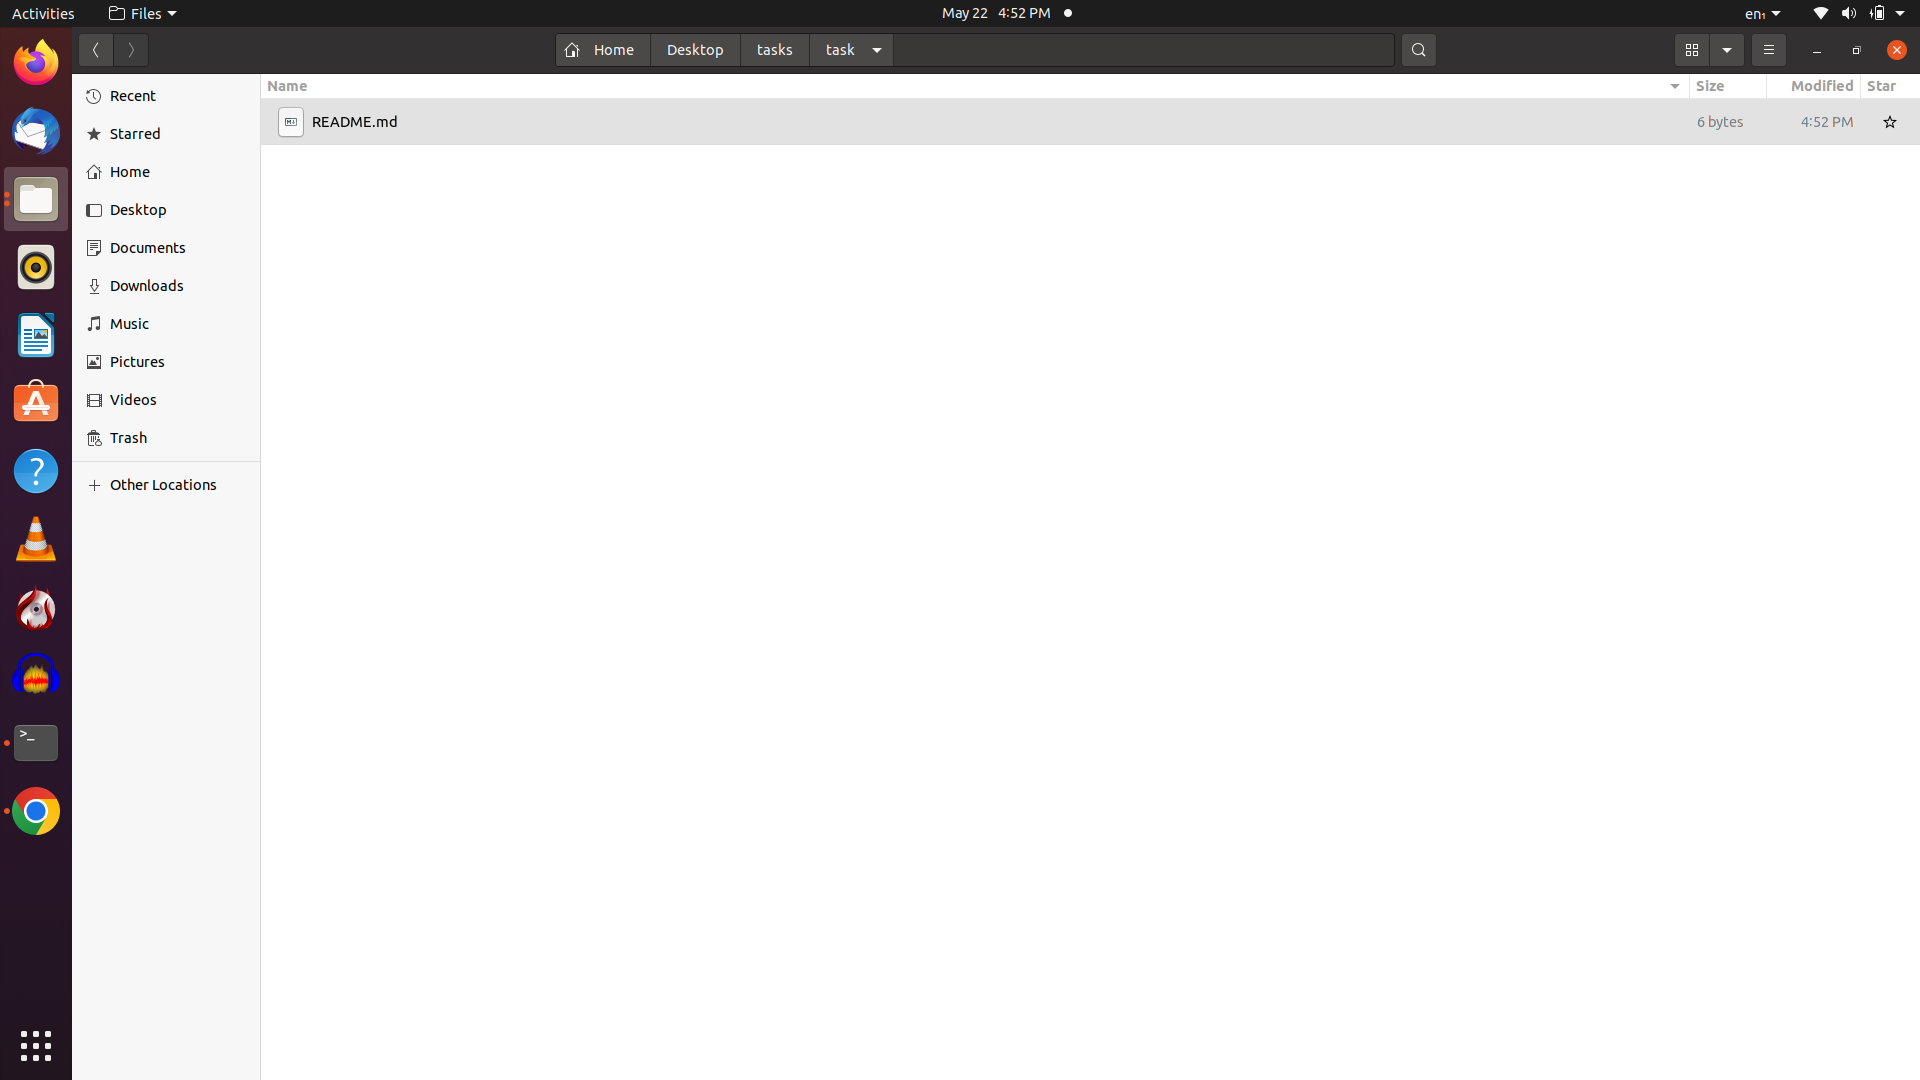 Activities Files May 22 4:52 PM en₁
Home Desktop tasks task
Name Size Modified Star
README.md 6 bytes 4:52 PM
Recent
Starred
Home
Desktop
Documents
Downloads
Music
Pictures
Videos
Trash
Other Locations